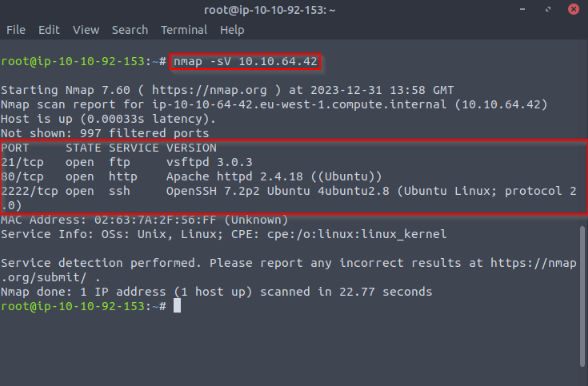 root@ip-10-10-92-153: ~
File Edit View Search Terminal Help
root@ip-10-10-92-153:~# nmap -sV 10.10.64.42
Starting Nmap 7.60 ( https://nmap.org ) at 2023-12-31 13:58 GMT
Nmap scan report for ip-10-10-64-42.eu-west-1.compute.internal (10.10.64.42)
Host is up (0.00033s latency).
Not shown: 997 filtered ports
PORT     STATE SERVICE VERSION
21/tcp   open  ftp     vsftpd 3.0.3
80/tcp   open  http    Apache httpd 2.4.18 ((Ubuntu))
2222/tcp open  ssh     OpenSSH 7.2p2 Ubuntu 4ubuntu2.8 (Ubuntu Linux; protocol 2
.0)
MAC Address: 02:63:7A:2F:56:FF (Unknown)
Service Info: OSs: Unix, Linux; CPE: cpe:/o:linux:linux_kernel
Service detection performed. Please report any incorrect results at https://nmap
.org/submit/ .
Nmap done: 1 IP address (1 host up) scanned in 22.77 seconds
root@ip-10-10-92-153:~#